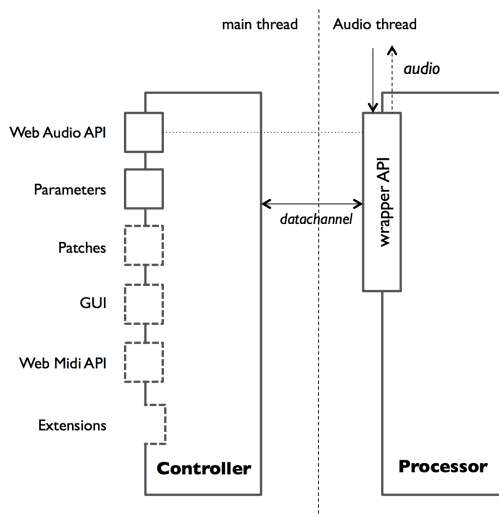 main thread
Audio thread
audio
Web Audio API
Parameters
Patches
GUI
Web Midi API
Extensions
datachannel
wrapper API
Controller
Processor